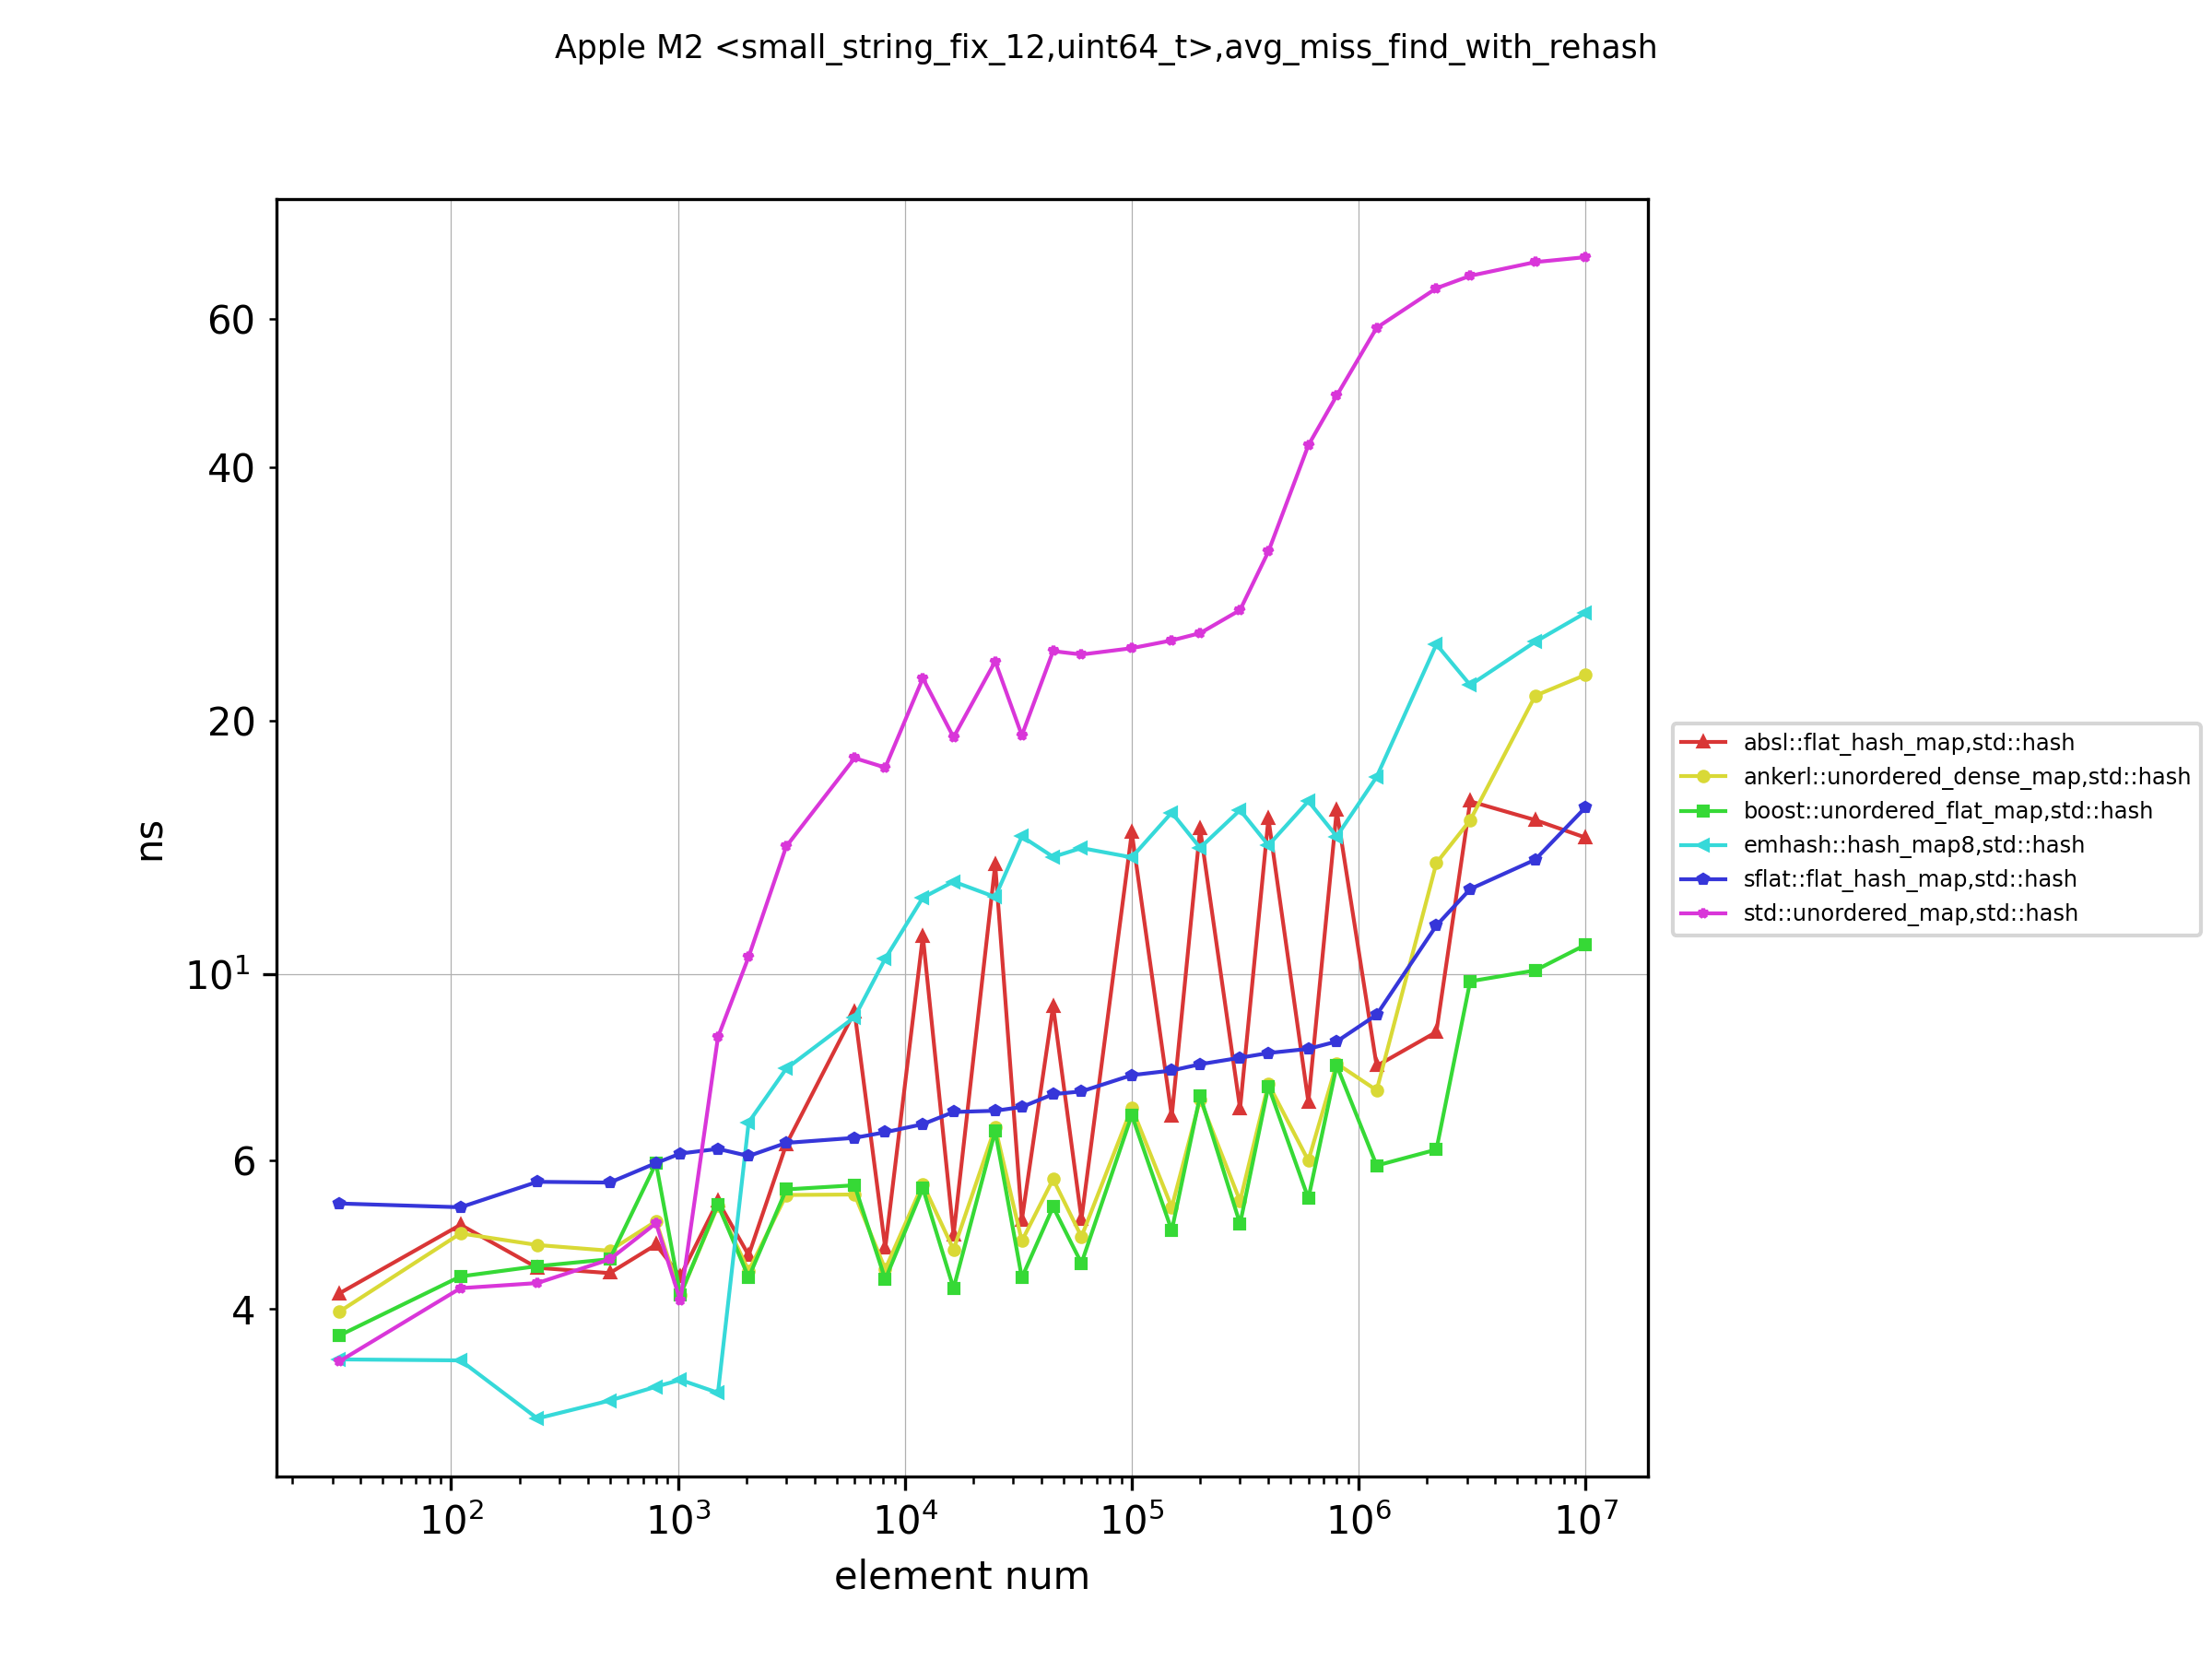 Apple M2 <small_string_fix_12,uint64_t>,avg_miss_find_with_rehash
60
40
20
10¹
6
4
ns
10²
10³
10⁴
10⁵
10⁶
10⁷
element num
absl::flat_hash_map,std::hash
ankerl::unordered_dense_map,std::hash
boost::unordered_flat_map,std::hash
emhash::hash_map8,std::hash
sflat::flat_hash_map,std::hash
std::unordered_map,std::hash